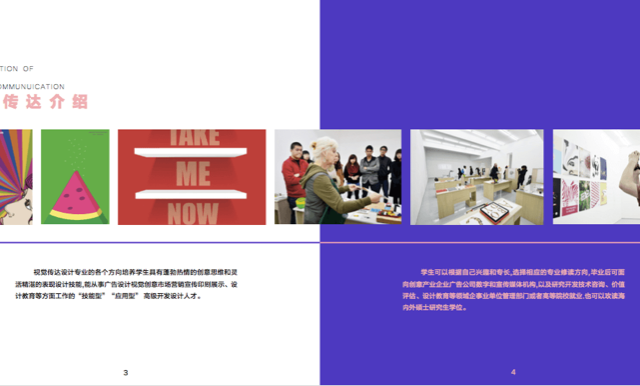 TION OF
OMMUNUICATION
传达介绍
TAKE
ME
NOW
视觉传达设计专业的各个方向培养学生具有蓬勃热情的创意思维和灵
活精湛的表现设计技能,能从事广告设计视觉创意市场营销宣传印刷展示、设
计教育等方面工作的“技能型”“应用型” 高级开发设计人才。
学生可以根据自己兴趣和专长,选择相应的专业修读方向,毕业后可面
向创意产业企业广告公司数字和宣传媒体机构,以及研究开发技术咨询、价值
评估、设计教育等领域企事业单位管理部门或者高等院校就业,也可以攻读海
内外硕士研究生学位。
3
4